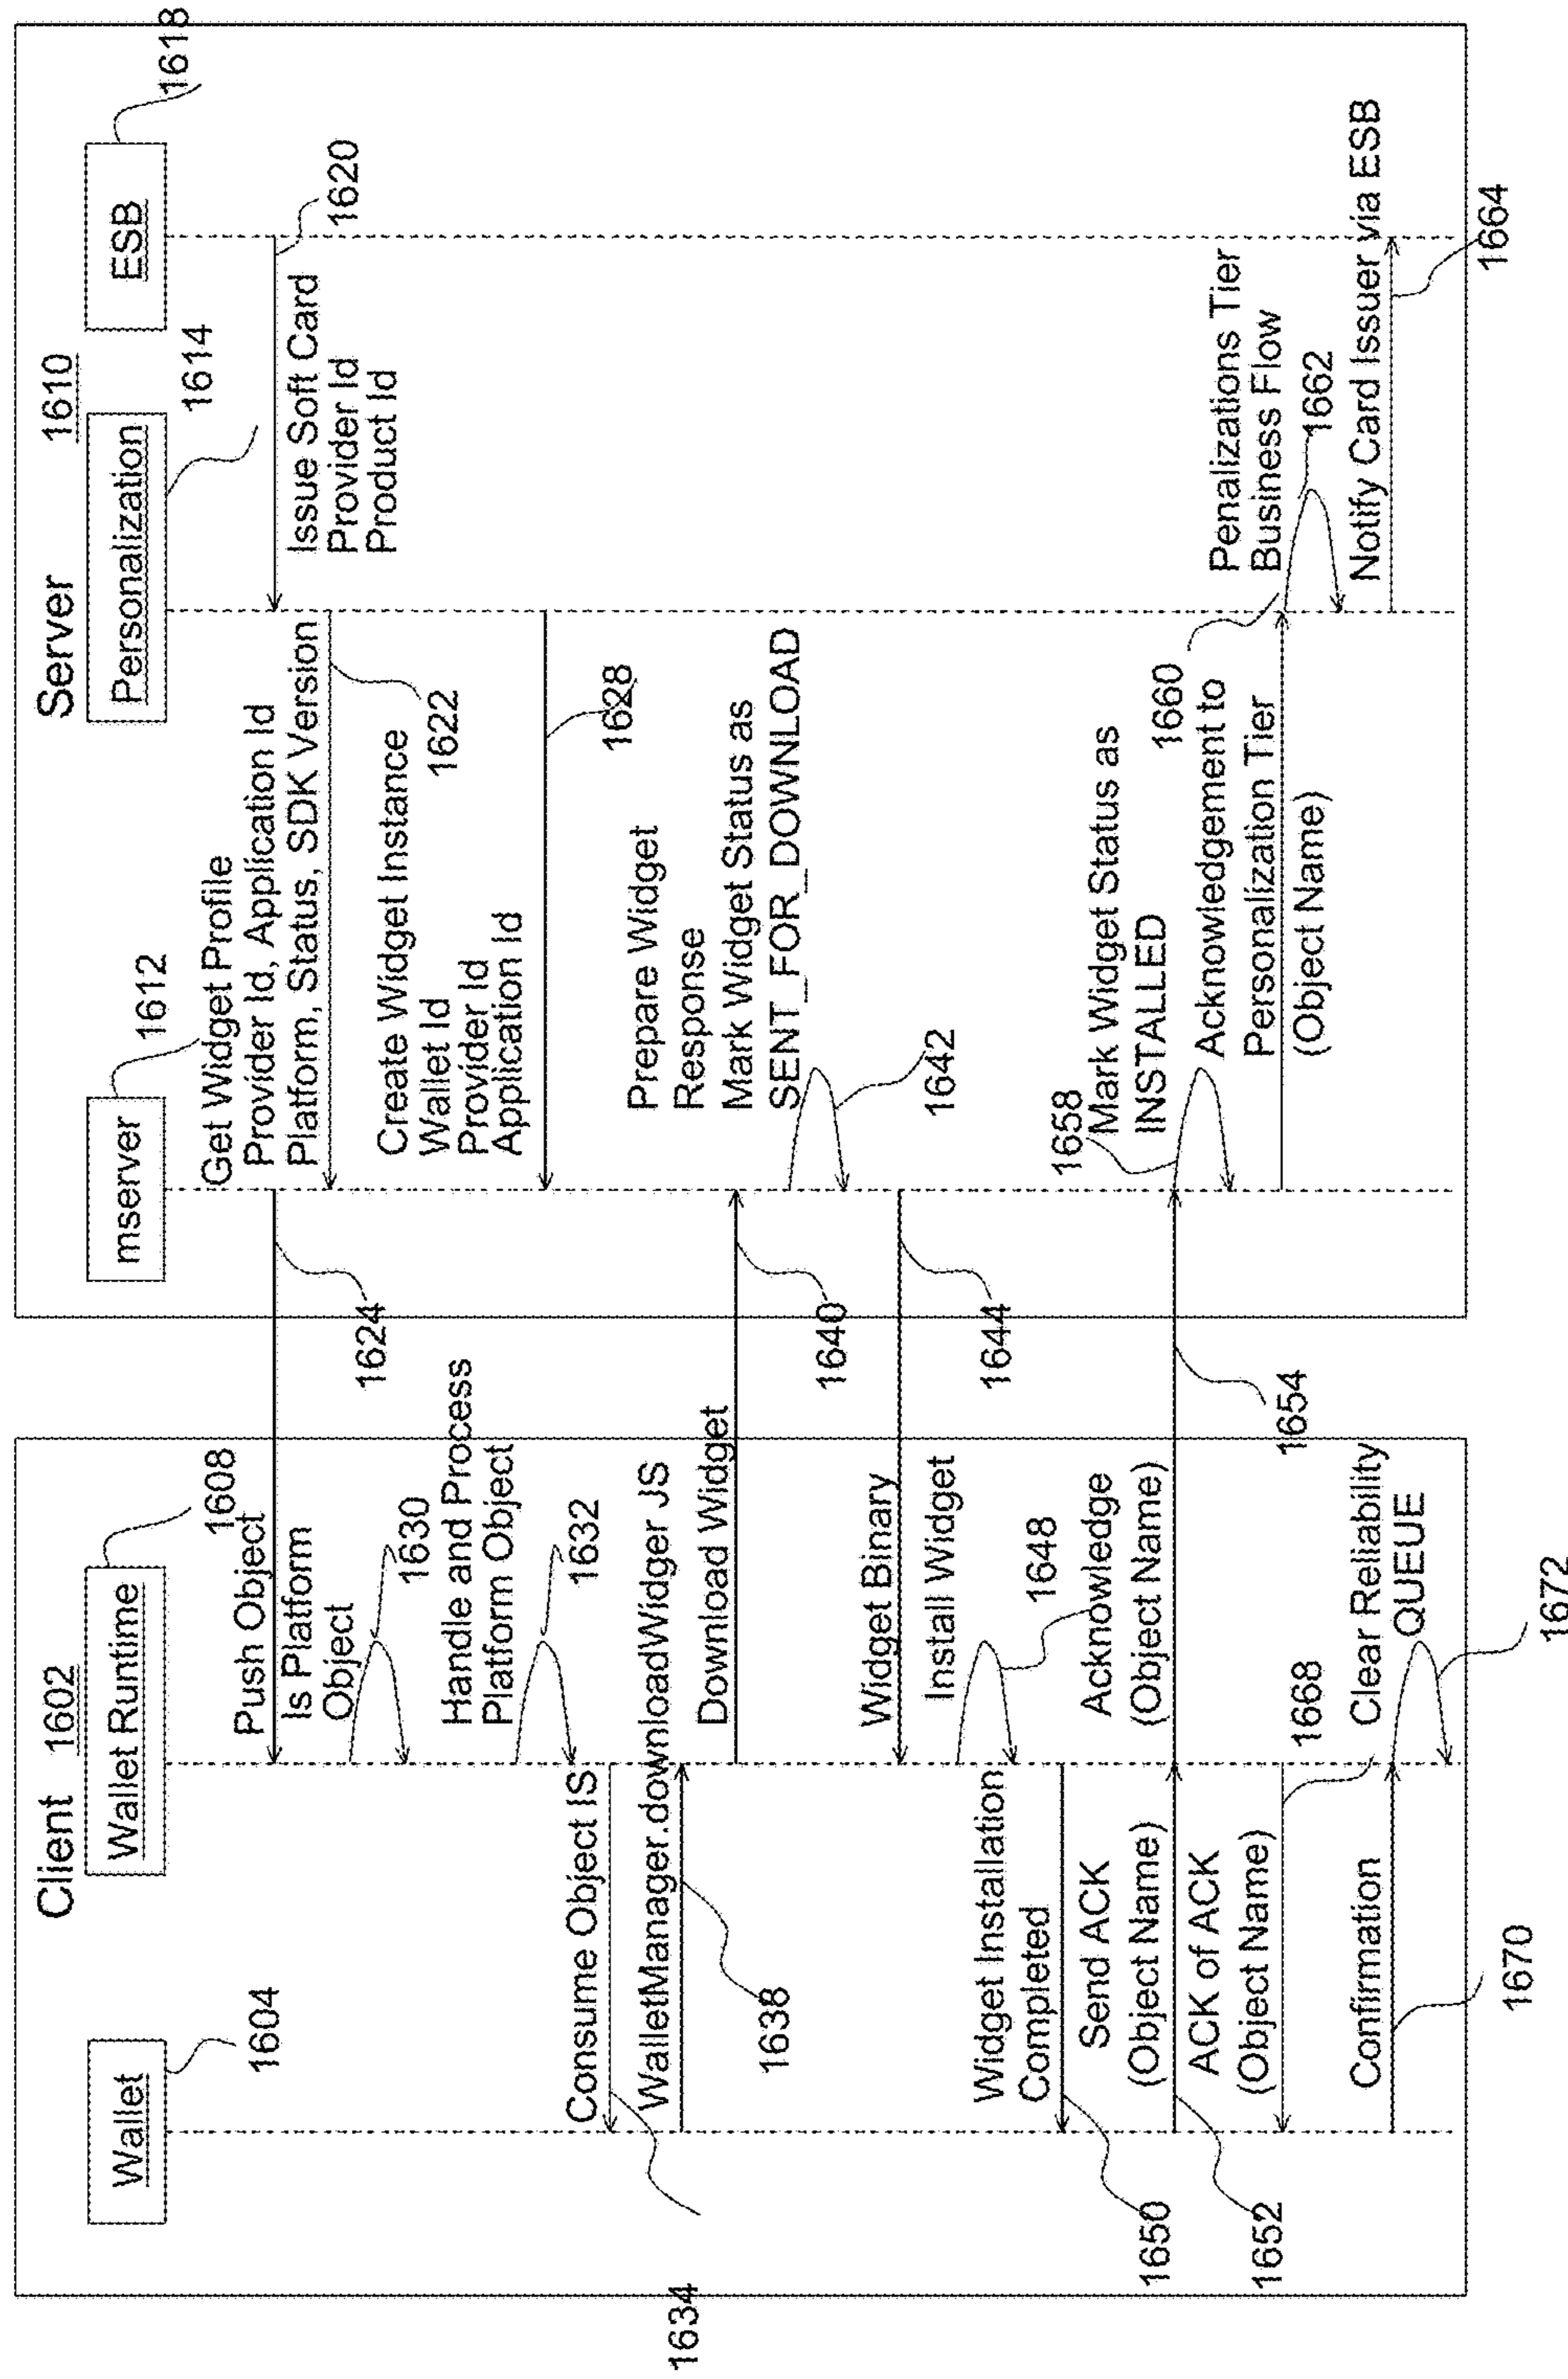 Client 1602
Server 1610
Wallet
1604
Wallet Runtime
1608
mserver
1612
Personalization
1614
ESB
1618
Push Object
Is Platform
Object
1630
Handle and Process
Platform Object
1632
Consume Object IS
1634
WalletManager.downloadWidger JS
1638
Download Widget
1640
Widget Binary
1644
Install Widget
1648
Widget Installation
Completed
1650
Send ACK
(Object Name)
1652
Acknowledge
(Object Name)
1654
ACK of ACK
(Object Name)
1668
Confirmation
1670
Clear Reliability
QUEUE
1672
1624
Get Widget Profile
Provider Id, Application Id
Platform, Status, SDK Version
1622
Issue Soft Card
Provider Id
Product Id
1620
Create Widget Instance
Wallet Id
Provider Id
Application Id
1628
Prepare Widget
Response
Mark Widget Status as
SENT_FOR_DOWNLOAD
1642
1658
Mark Widget Status as
INSTALLED
1660
Acknowledgement to
Personalization Tier
(Object Name)
Penalizations Tier
Business Flow
1662
Notify Card Issuer via ESB
1664